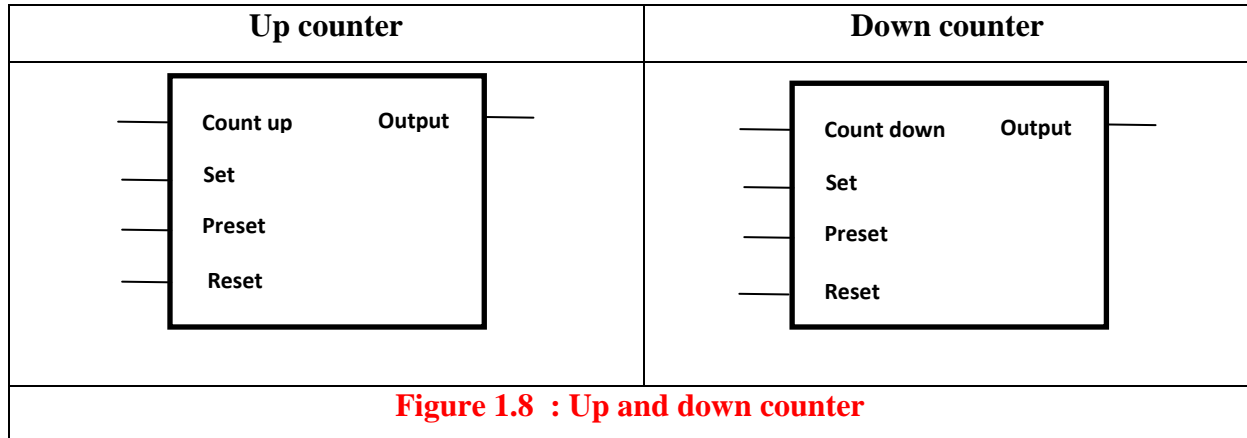 Up counter
Down counter
Count up Output
Set
Preset
Reset
Count down Output
Set
Preset
Reset
Figure 1.8 : Up and down counter